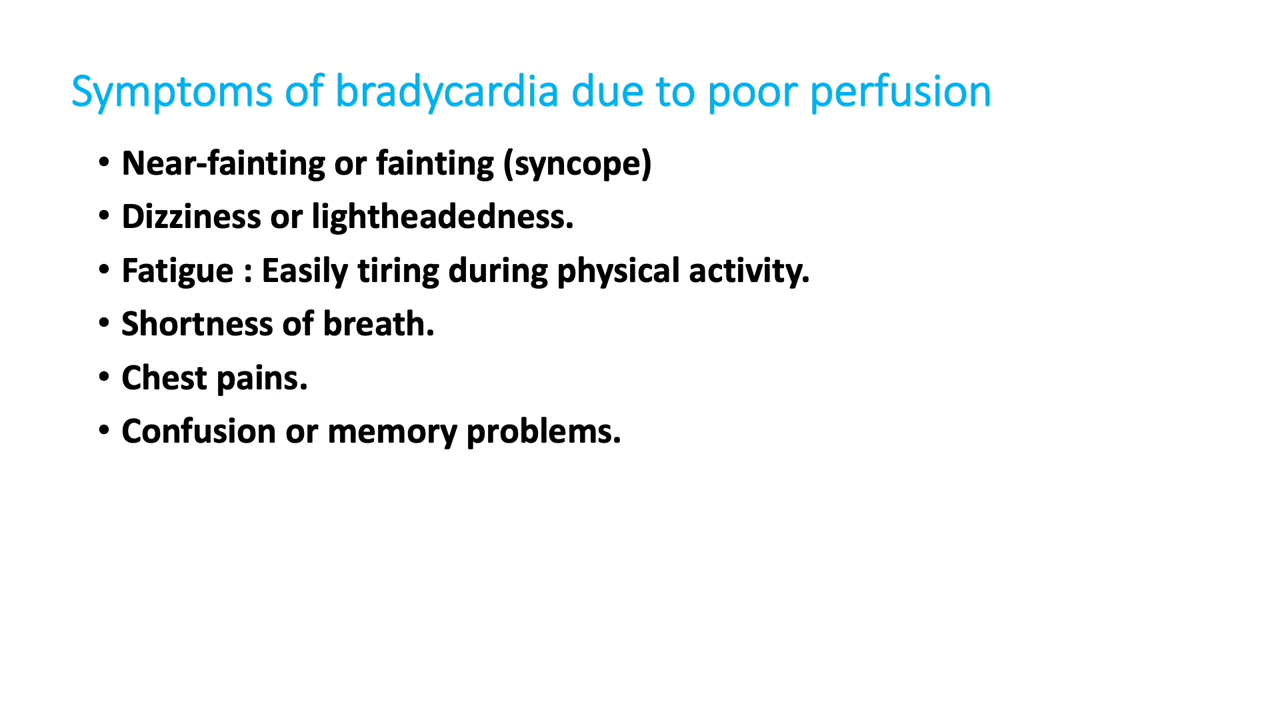 Symptoms of bradycardia due to poor perfusion
• Near-fainting or fainting (syncope)
• Dizziness or lightheadedness.
• Fatigue : Easily tiring during physical activity.
• Shortness of breath.
• Chest pains.
• Confusion or memory problems.